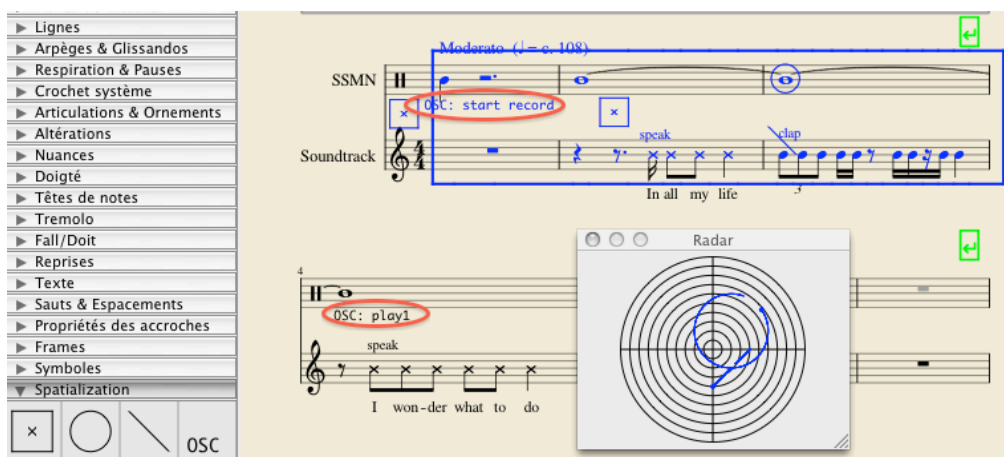 Lignes
Arpèges & Glissandos
Respiration & Pauses
Crochet système
Articulations & Ornements
Altérations
Nuances
Doigté
Têtes de notes
Tremolo
Fall/Doit
Reprises
Texte
Sauts & Espacements
Propriétés des accroches
Frames
Symboles
Spatialization
OSC
Moderato (♩ = c. 108)
SSMN
OSC: start record
speak
clap
Soundtrack
4
4
In all my life
3
Radar
4
OSC: play1
speak
I won-der what to do